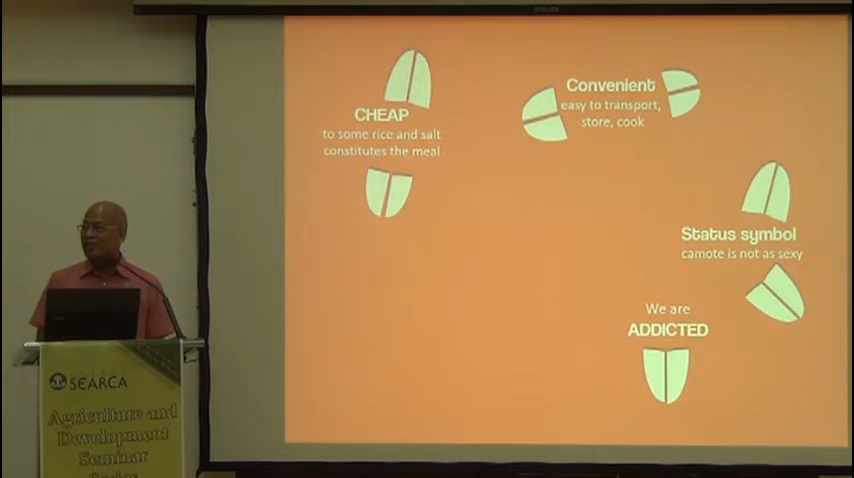 CHEAP
to some rice and salt
constitutes the meal
Convenient
easy to transport,
store, cook
Status symbol
camote is not as sexy
We are
ADDICTED
SEARCA
Agriculture and
Development
Seminar
Series